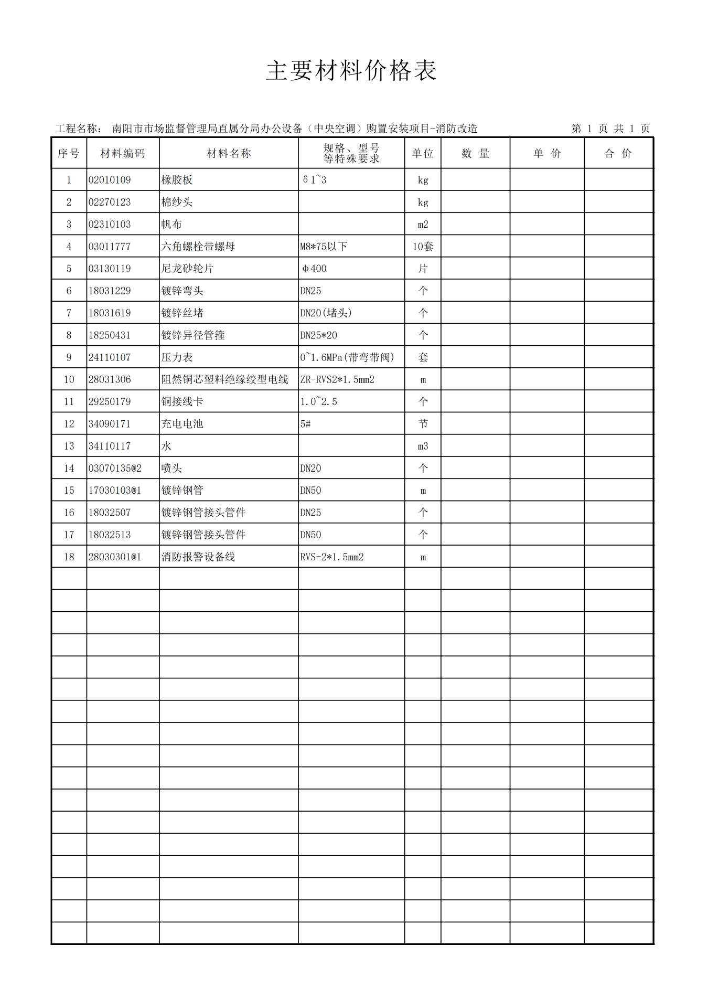 主要材料价格表
工程名称： 南阳市市场监督管理局直属分局办公设备（中央空调）购置安装项目-消防改造 第 1 页 共 1 页
序号 材料编码 材料名称 规格、型号等特殊要求 单位 数 量 单 价 合 价
1 02010109 橡胶板 δ1~3 kg
2 02270123 棉纱头 kg
3 02310103 帆布 m2
4 03011777 六角螺栓带螺母 M8*75以下 10套
5 03130119 尼龙砂轮片 φ400 片
6 18031229 镀锌弯头 DN25 个
7 18031619 镀锌丝堵 DN20(堵头) 个
8 18250431 镀锌异径管箍 DN25*20 个
9 24110107 压力表 0~1.6MPa(带弯带阀) 套
10 28031306 阻然铜芯塑料绝缘绞型电线 ZR-RVS2*1.5mm2 m
11 29250179 铜接线卡 1.0~2.5 个
12 34090171 充电电池 5# 节
13 34110117 水 m3
14 03070135@2 喷头 DN20 个
15 17030103@1 镀锌钢管 DN50 m
16 18032507 镀锌钢管接头管件 DN25 个
17 18032513 镀锌钢管接头管件 DN50 个
18 28030301@1 消防报警设备线 RVS-2*1.5mm2 m